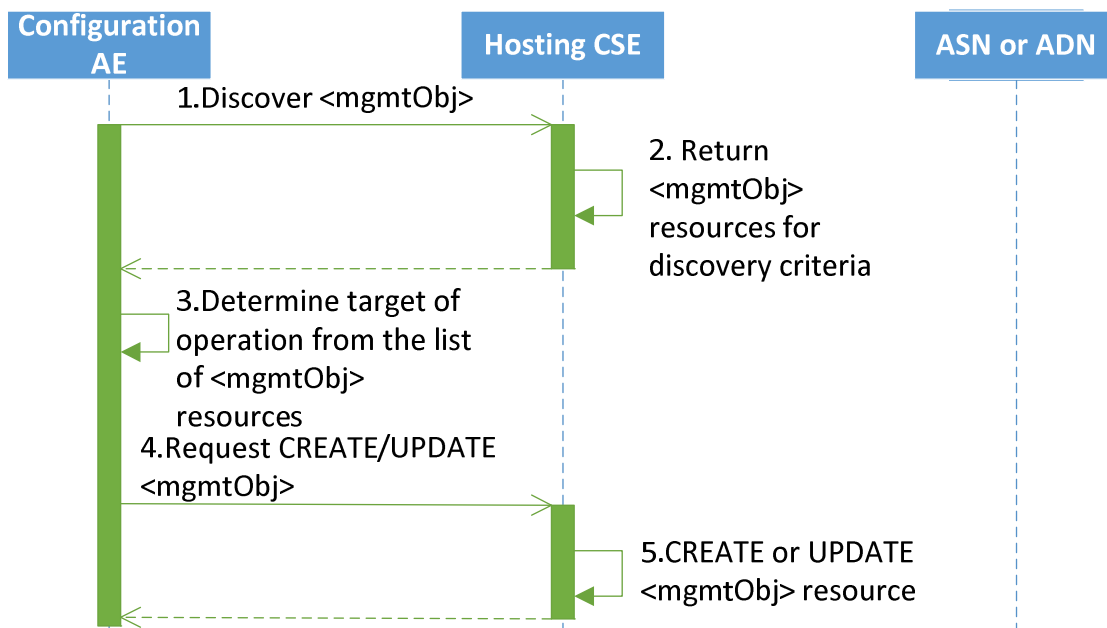 Configuration
AE
Hosting CSE
ASN or ADN
1.Discover <mgmtObj>
2. Return
<mgmtObj>
resources for
discovery criteria
3.Determine target of
operation from the list
of <mgmtObj>
resources
4.Request CREATE/UPDATE
<mgmtObj>
5.CREATE or UPDATE
<mgmtObj> resource